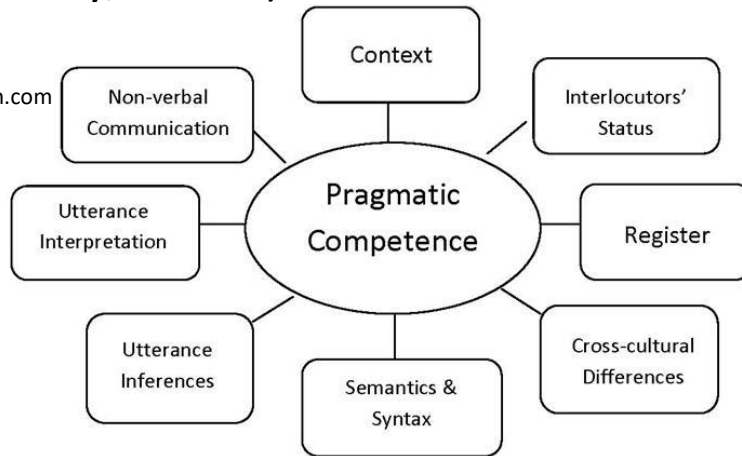 Context
n.com
Non-verbal
Communication
Interlocutors'
Status
Pragmatic
Competence
Utterance
Interpretation
Register
Utterance
Inferences
Semantics &
Syntax
Cross-cultural
Differences